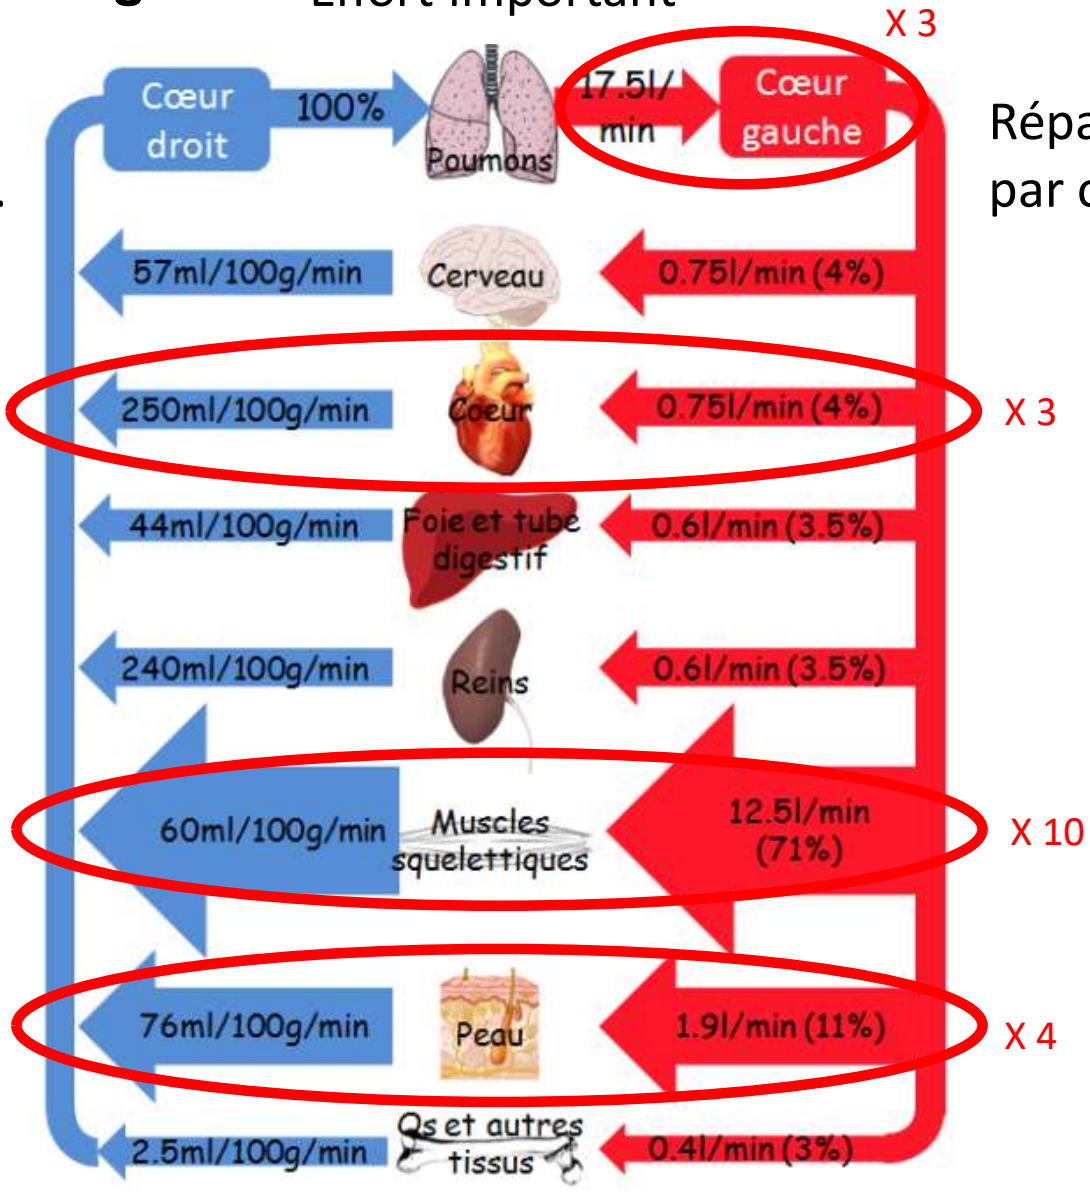 Effort important
X 3
Cœur
droit
100%
Poumons
17.5l/
min
Cœur
gauche
57ml/100g/min
Cerveau
0.75l/min (4%)
250ml/100g/min
Coeur
0.75l/min (4%)
X 3
44ml/100g/min
Foie et tube
digestif
0.6l/min (3.5%)
240ml/100g/min
Reins
0.6l/min (3.5%)
60ml/100g/min
Muscles
squelettiques
12.5l/min
(71%)
X 10
76ml/100g/min
Peau
1.9l/min (11%)
X 4
2.5ml/100g/min
Os et autres
tissus
0.4l/min (3%)
par